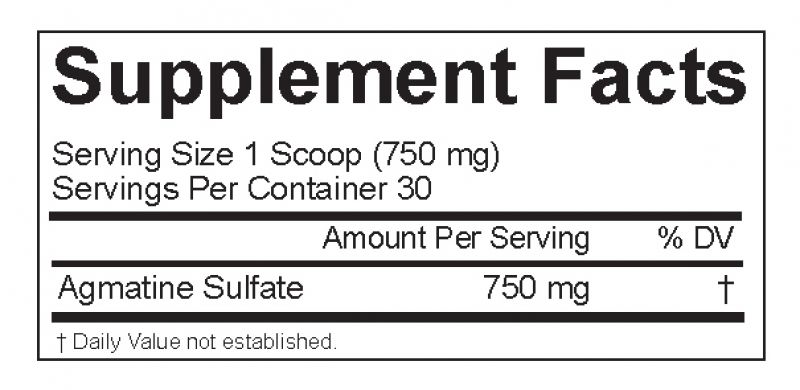 Supplement Facts
Serving Size 1 Scoop (750 mg)
Servings Per Container 30
Amount Per Serving % DV
Agmatine Sulfate 750 mg †
† Daily Value not established.